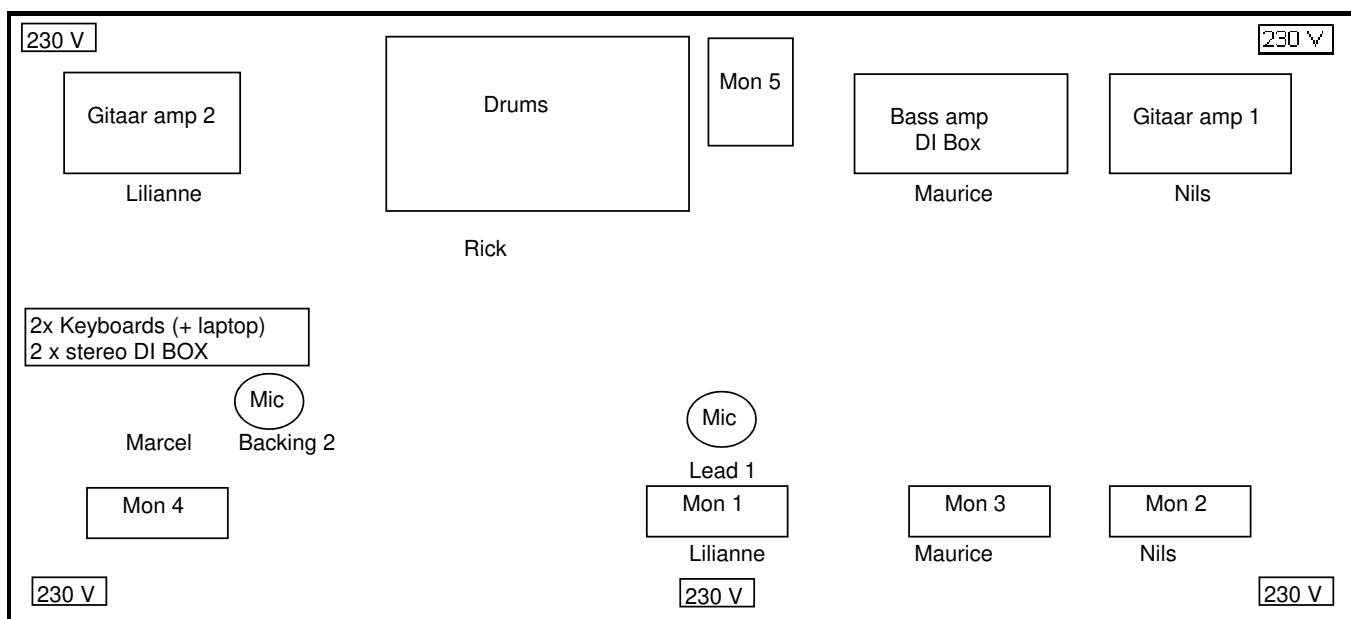 230 V
230 V
Gitaar amp 2
Drums
Mon 5
Bass amp
DI Box
Gitaar amp 1
Lilianne
Maurice
Nils
Rick
2x Keyboards (+ laptop)
2 x stereo DI BOX
Mic
Mic
Marcel
Backing 2
Lead 1
Mon 4
Mon 1
Mon 3
Mon 2
Lilianne
Maurice
Nils
230 V
230 V
230 V